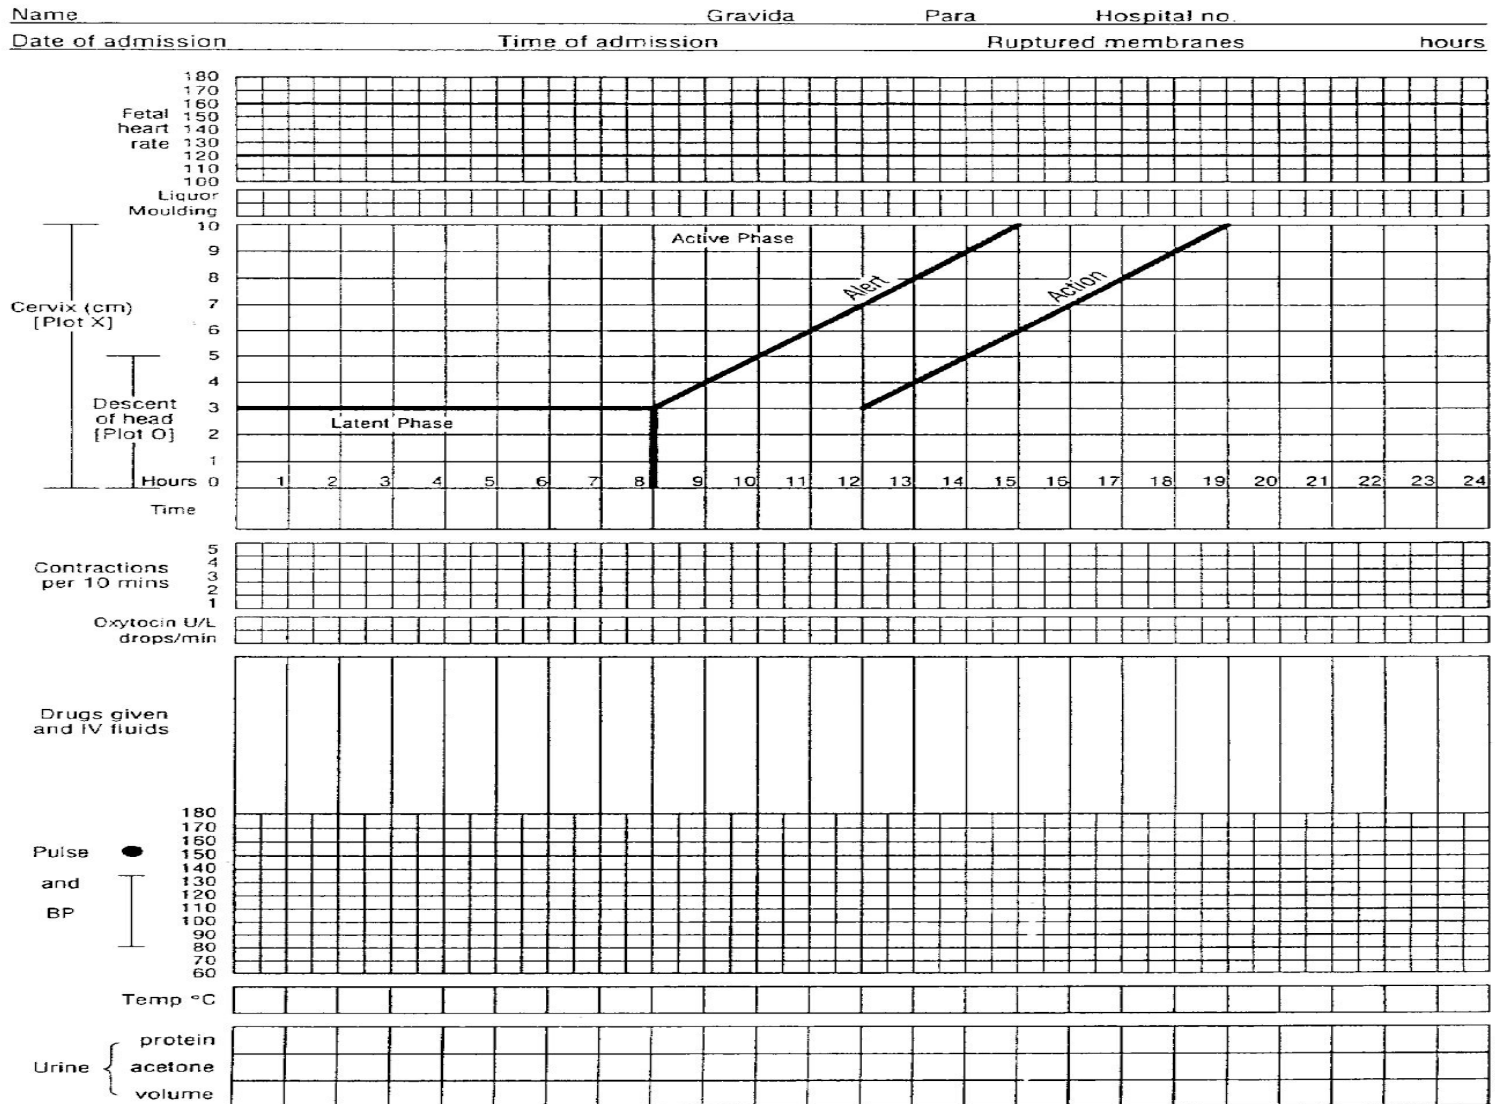 Name Gravida Para Hospital no.
Date of admission Time of admission Ruptured membranes hours
180
170
160
Fetal 150
heart 140
rate 130
120
110
100
Liquor
Moulding
10
Active Phase
9
8
Alert
Action
7
Cervix (cm)
[Plot X]
6
5
4
Descent
of head
[Plot O]
3
Latent Phase
2
1
Hours 0 1 2 3 4 5 6 7 8 9 10 11 12 13 14 15 16 17 18 19 20 21 22 23 24
Time
5
Contractions 4
3
per 10 mins 2
1
Oxytocin U/L
drops/min
Drugs given
and IV fluids
180
170
160
Pulse 150
140
and 130
120
BP 110
100
90
80
70
60
Temp °C
protein
Urine acetone
volume